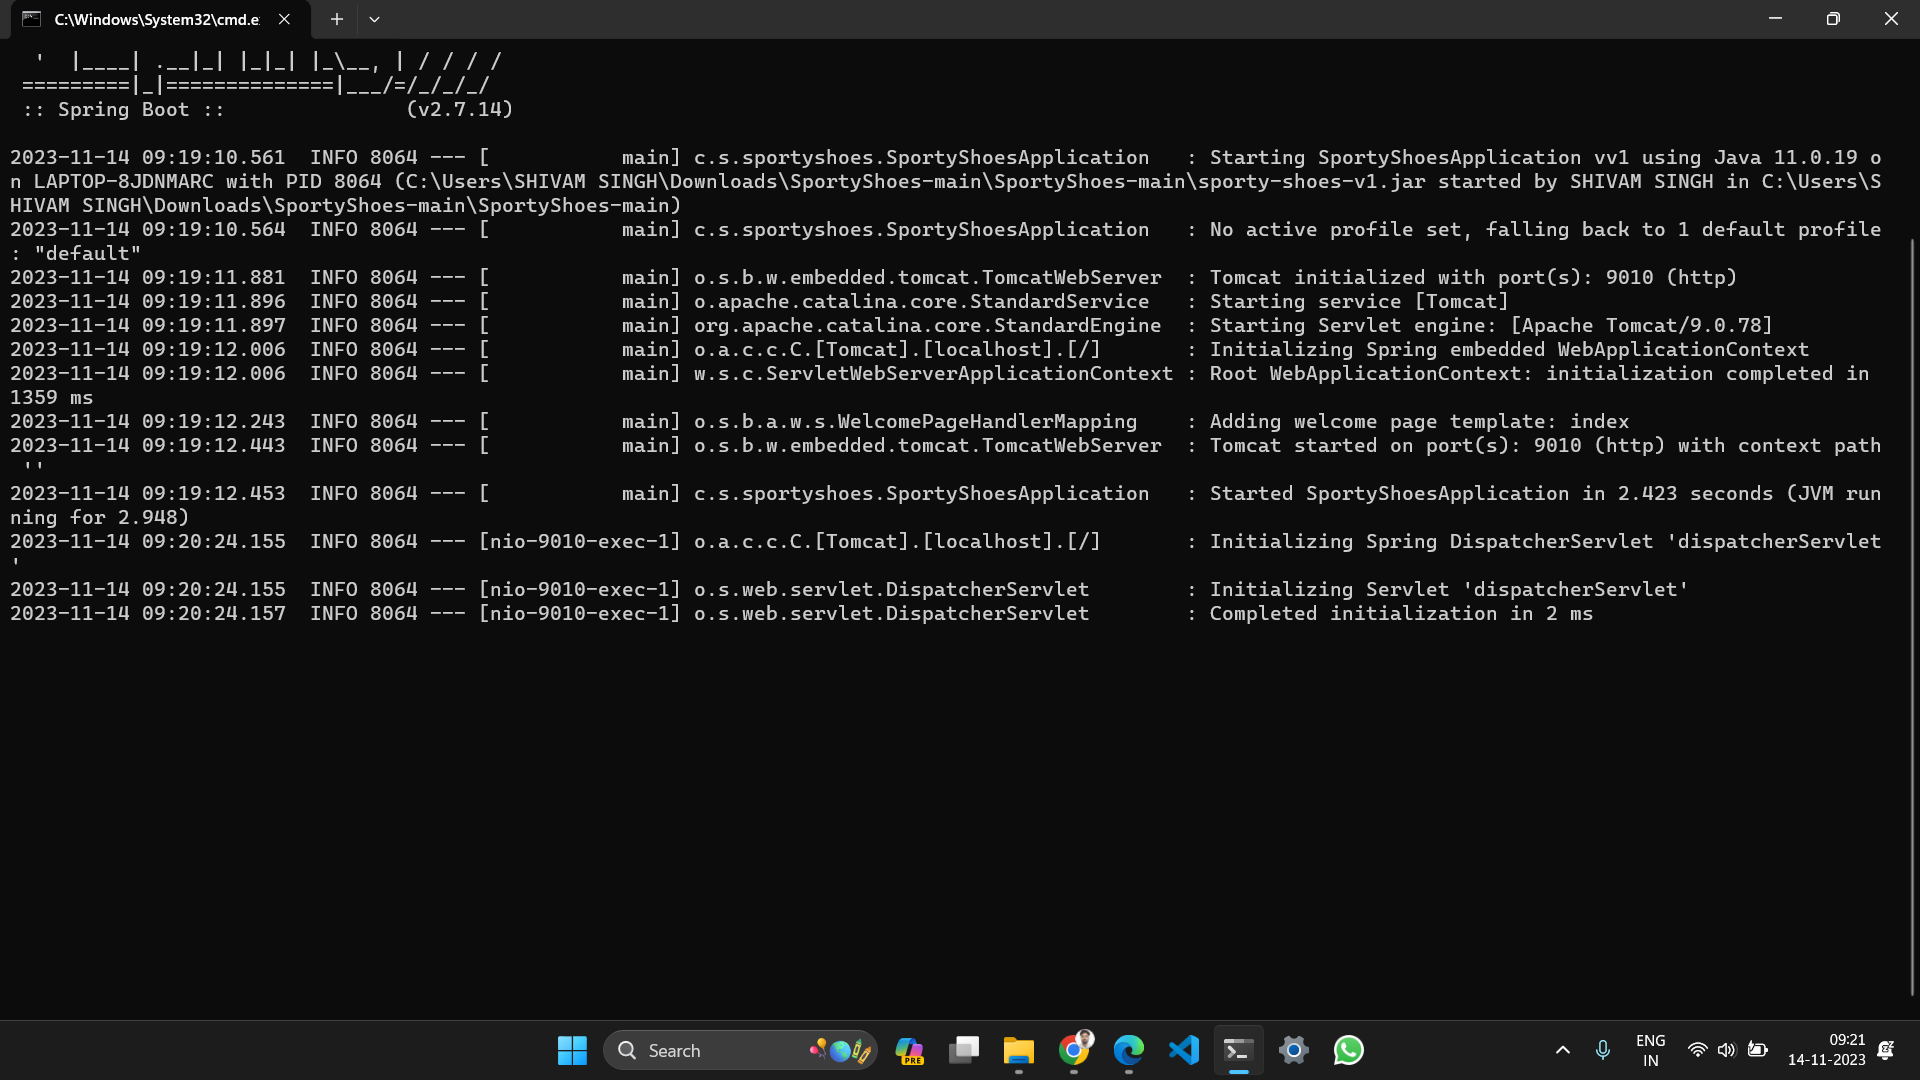 C:\Windows\System32\cmd.e
'  |____| .__|_| |_|_| |_\__, | / / / /
=========|_|==============|___/=/_/_/_/
:: Spring Boot ::               (v2.7.14)
2023-11-14 09:19:10.561  INFO 8064 --- [           main] c.s.sportyshoes.SportyShoesApplication   : Starting SportyShoesApplication vv1 using Java 11.0.19 o
n LAPTOP-8JDNMARC with PID 8064 (C:\Users\SHIVAM SINGH\Downloads\SportyShoes-main\SportyShoes-main\sporty-shoes-v1.jar started by SHIVAM SINGH in C:\Users\S
HIVAM SINGH\Downloads\SportyShoes-main\SportyShoes-main)
2023-11-14 09:19:10.564  INFO 8064 --- [           main] c.s.sportyshoes.SportyShoesApplication   : No active profile set, falling back to 1 default profile
: "default"
2023-11-14 09:19:11.881  INFO 8064 --- [           main] o.s.b.w.embedded.tomcat.TomcatWebServer  : Tomcat initialized with port(s): 9010 (http)
2023-11-14 09:19:11.896  INFO 8064 --- [           main] o.apache.catalina.core.StandardService   : Starting service [Tomcat]
2023-11-14 09:19:11.897  INFO 8064 --- [           main] org.apache.catalina.core.StandardEngine  : Starting Servlet engine: [Apache Tomcat/9.0.78]
2023-11-14 09:19:12.006  INFO 8064 --- [           main] o.a.c.c.C.[Tomcat].[localhost].[/]       : Initializing Spring embedded WebApplicationContext
2023-11-14 09:19:12.006  INFO 8064 --- [           main] w.s.c.ServletWebServerApplicationContext : Root WebApplicationContext: initialization completed in
1359 ms
2023-11-14 09:19:12.243  INFO 8064 --- [           main] o.s.b.a.w.s.WelcomePageHandlerMapping    : Adding welcome page template: index
2023-11-14 09:19:12.443  INFO 8064 --- [           main] o.s.b.w.embedded.tomcat.TomcatWebServer  : Tomcat started on port(s): 9010 (http) with context path
''
2023-11-14 09:19:12.453  INFO 8064 --- [           main] c.s.sportyshoes.SportyShoesApplication   : Started SportyShoesApplication in 2.423 seconds (JVM run
ning for 2.948)
2023-11-14 09:20:24.155  INFO 8064 --- [nio-9010-exec-1] o.a.c.c.C.[Tomcat].[localhost].[/]       : Initializing Spring DispatcherServlet 'dispatcherServlet
'
2023-11-14 09:20:24.155  INFO 8064 --- [nio-9010-exec-1] o.s.web.servlet.DispatcherServlet        : Initializing Servlet 'dispatcherServlet'
2023-11-14 09:20:24.157  INFO 8064 --- [nio-9010-exec-1] o.s.web.servlet.DispatcherServlet        : Completed initialization in 2 ms
Search
PRE
ENG
IN
09:21
14-11-2023